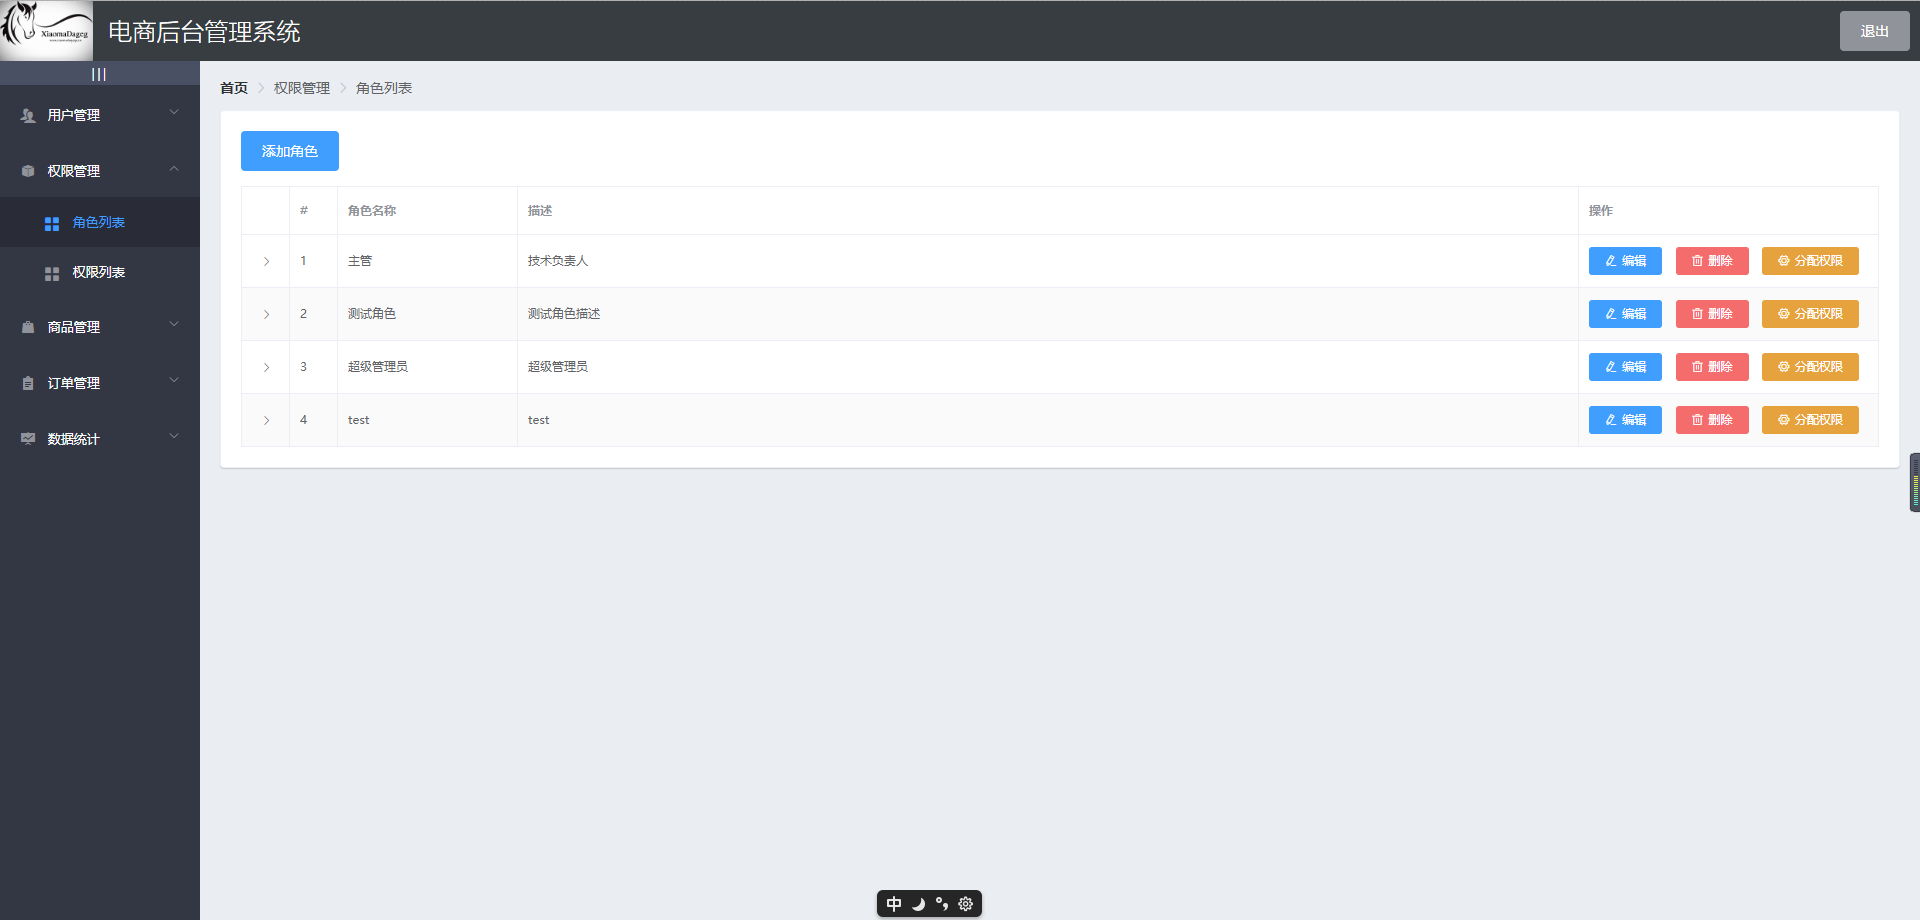 XiaomaDageg
电商后台管理系统
退出
|||
用户管理
权限管理
角色列表
权限列表
商品管理
订单管理
数据统计
首页 > 权限管理 > 角色列表
添加角色
# 角色名称 描述 操作
1 主管 技术负责人 编辑 删除 分配权限
2 测试角色 测试角色描述 编辑 删除 分配权限
3 超级管理员 超级管理员 编辑 删除 分配权限
4 test test 编辑 删除 分配权限
中